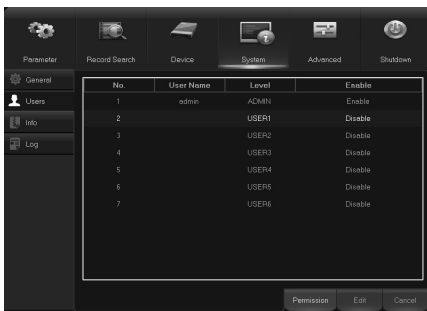 Parameter Record Search Device System Advanced Shutdown
General
Users
Info
Log
No. User Name Level Enable
1 admin ADMIN Enable
2 USER1 Disable
3 USER2 Disable
4 USER3 Disable
5 USER4 Disable
6 USER5 Disable
7 USER6 Disable
Permission Edit Cancel